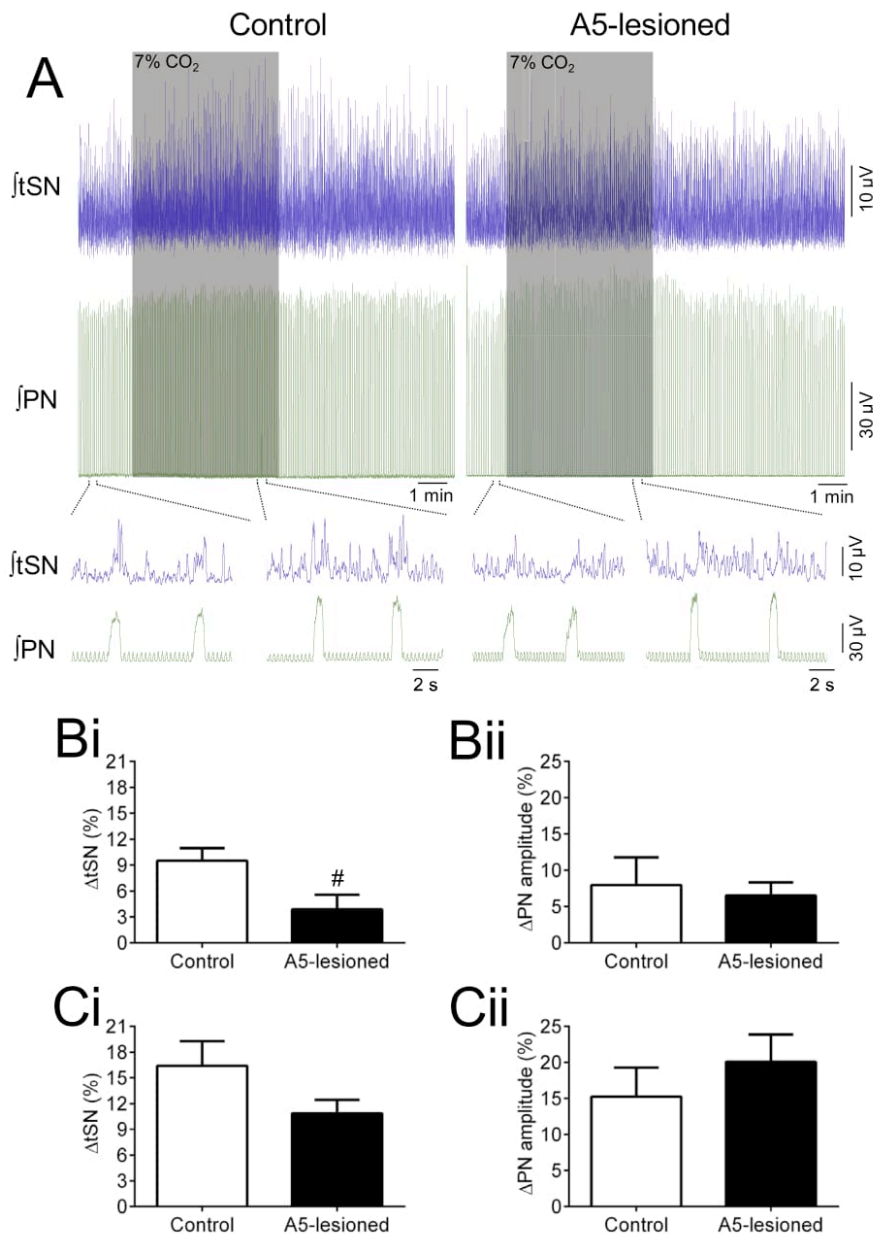 Control A5-lesioned
A
7% CO₂ 7% CO₂
∫tSN
10 µV
∫PN
30 µV
1 min 1 min
∫tSN
10 µV
∫PN
30 µV
2 s 2 s
Bi
ΔtSN (%)
21
18
15
12
9
6
3
0
#
Control A5-lesioned
Bii
ΔPN amplitude (%)
25
20
15
10
5
0
Control A5-lesioned
Ci
ΔtSN (%)
21
18
15
12
9
6
3
0
Control A5-lesioned
Cii
ΔPN amplitude (%)
25
20
15
10
5
0
Control A5-lesioned